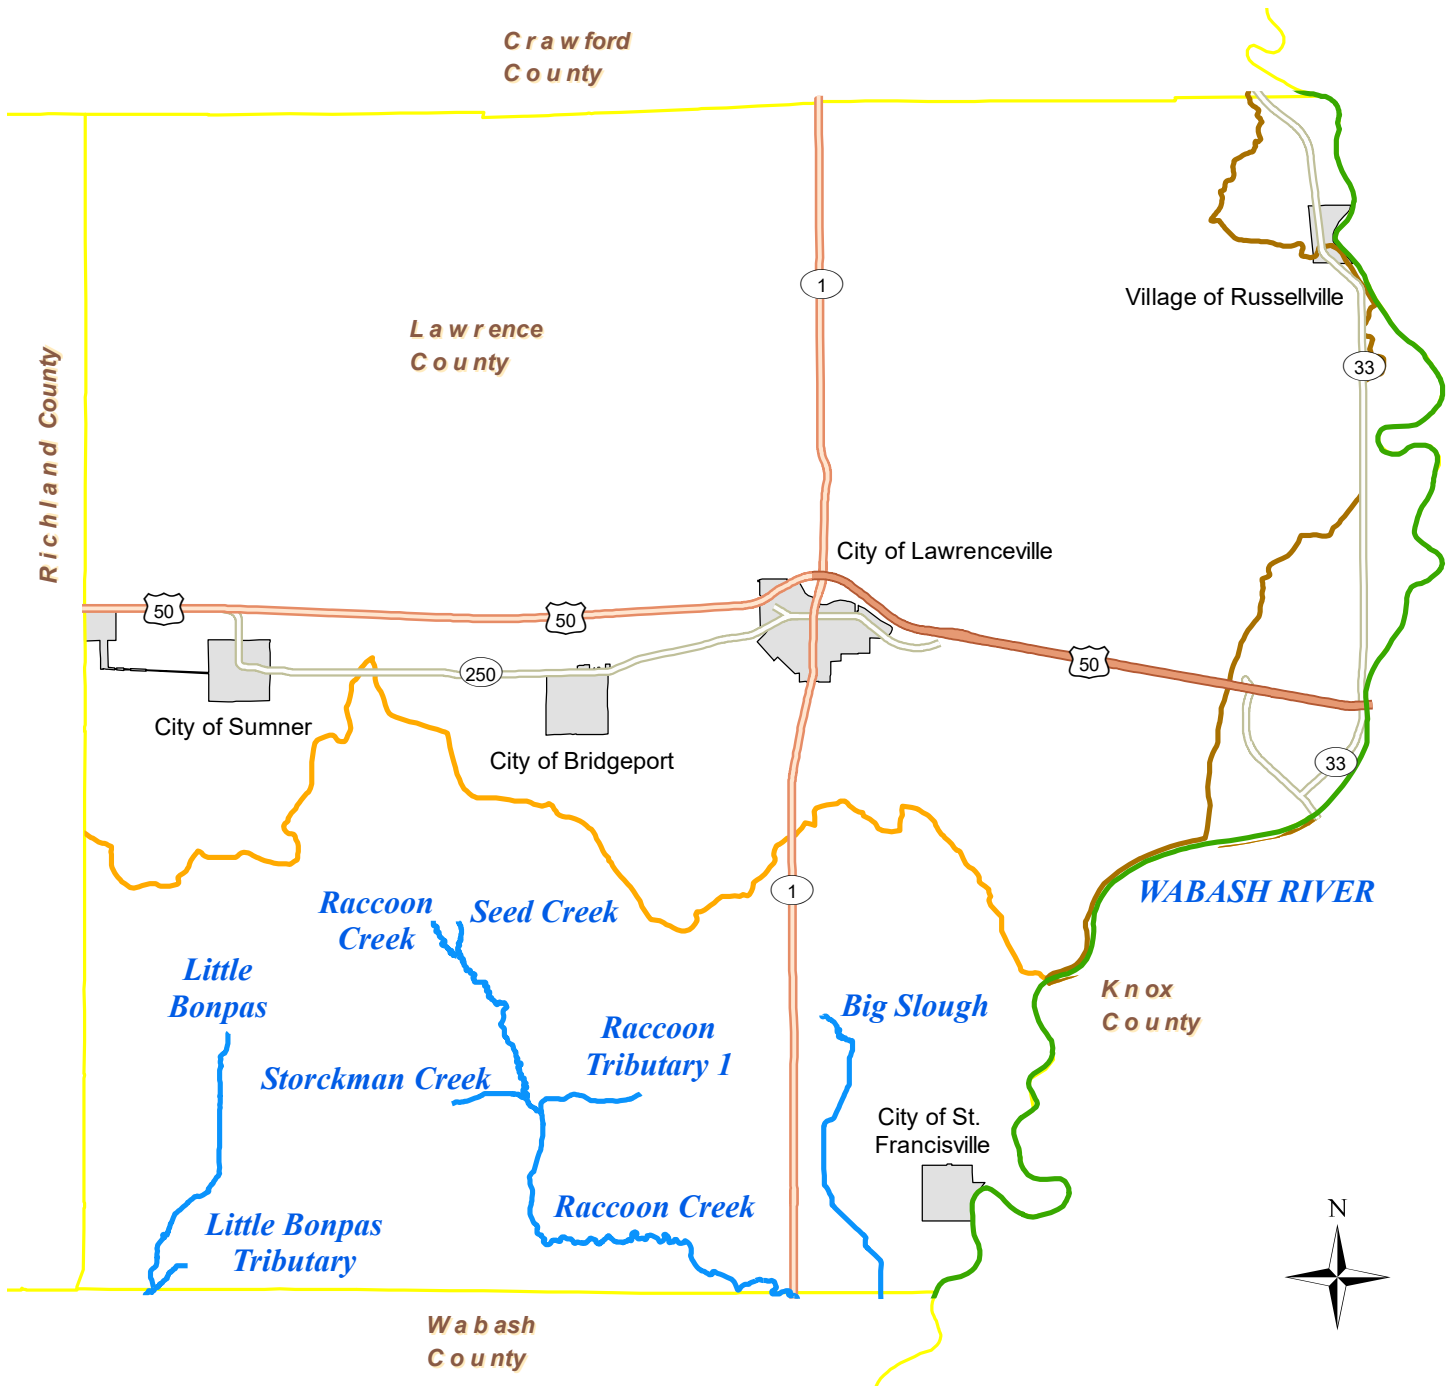 Crawford
County
Village of Russellville
1
Lawrence
County
Richland County
33
City of Lawrenceville
50
50
50
250
City of Sumner
City of Bridgeport
33
1
WABASH RIVER
Raccoon
Creek
Seed Creek
Little
Bonpas
Knox
County
Big Slough
Raccoon
Tributary 1
Storckman Creek
City of St.
Francisville
Raccoon Creek
Little Bonpas
Tributary
N
Wabash
County